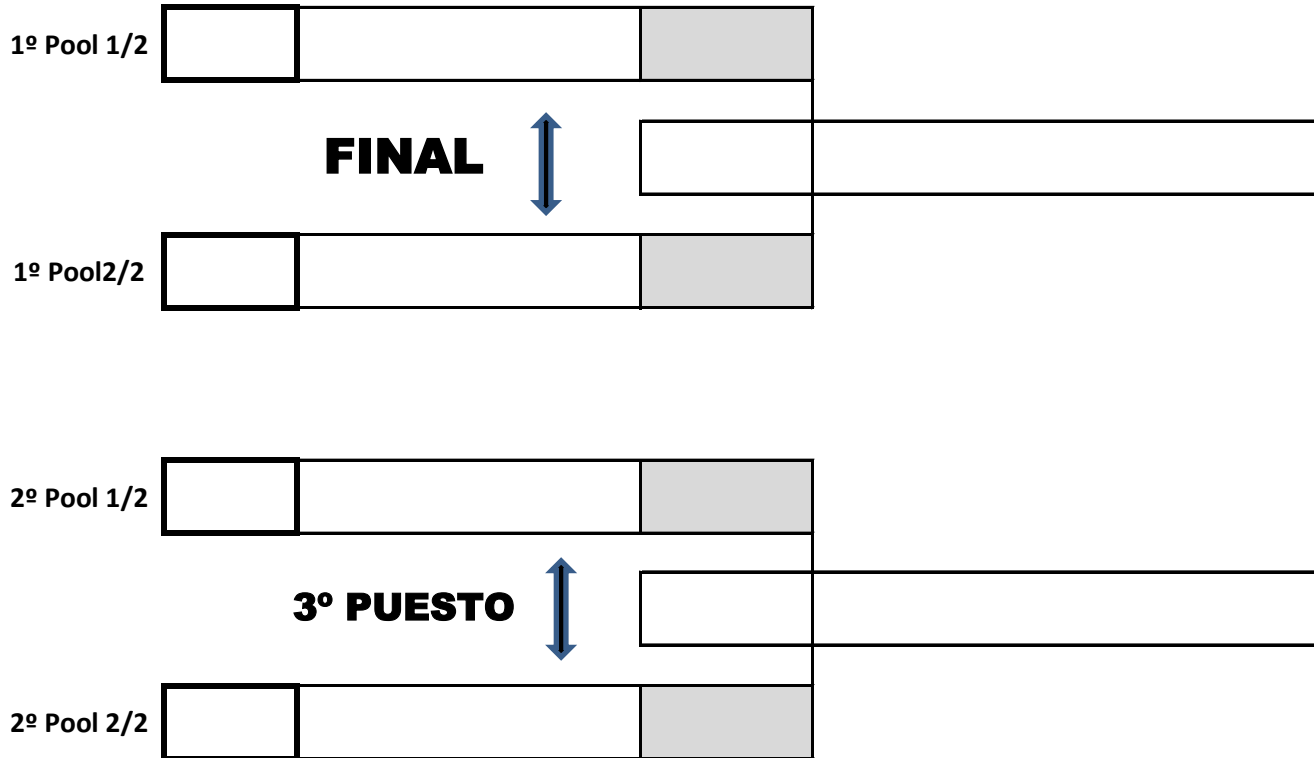 1º Pool 1/2
FINAL
1º Pool2/2
2º Pool 1/2
3º PUESTO
2º Pool 2/2